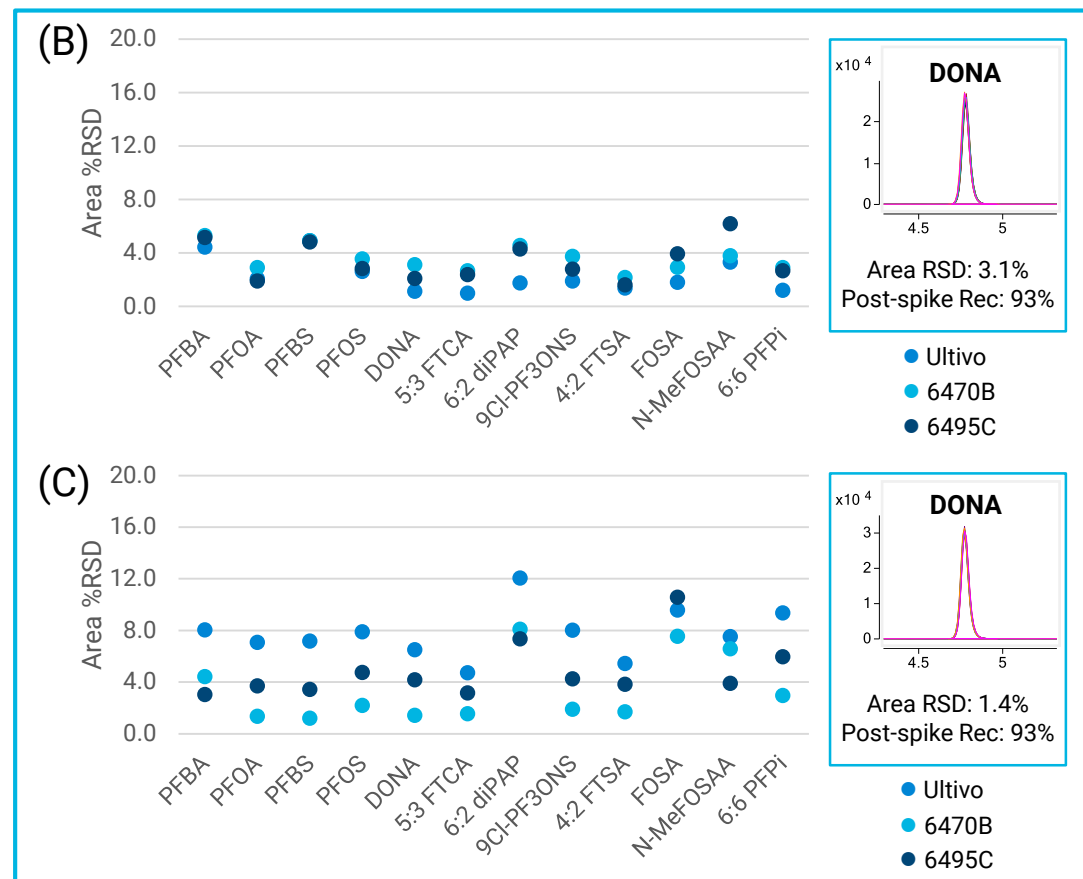 (B)
Area %RSD
20.0
16.0
12.0
8.0
4.0
0.0
PFBA
PFOA
PFBS
PFOS
DONA
5:3 FTCA
6:2 diPAP
9Cl-PF3ONS
4:2 FTSA
FOSA
N-MeFOSAA
6:6 PFPi
x10 4
DONA
2
1
0
4.5 5
Area RSD: 3.1%
Post-spike Rec: 93%
Ultivo
6470B
6495C
(C)
Area %RSD
20.0
16.0
12.0
8.0
4.0
0.0
PFBA
PFOA
PFBS
PFOS
DONA
5:3 FTCA
6:2 diPAP
9Cl-PF3ONS
4:2 FTSA
FOSA
N-MeFOSAA
6:6 PFPi
x10 4
DONA
3
2
1
0
4.5 5
Area RSD: 1.4%
Post-spike Rec: 93%
Ultivo
6470B
6495C